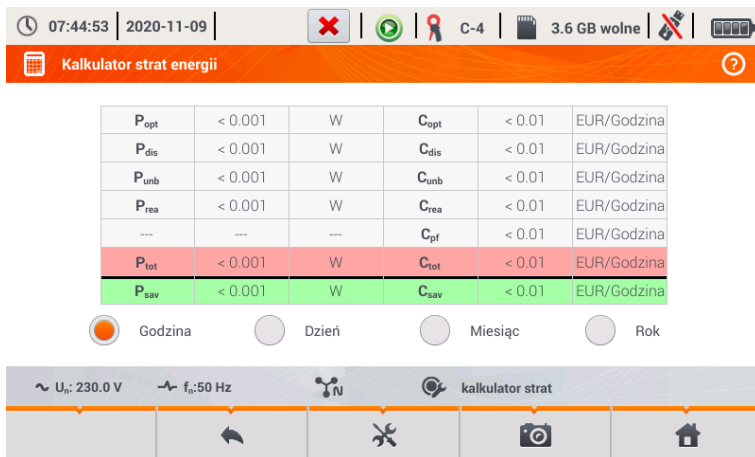 07:44:53 2020-11-09 C-4 3.6 GB wolne
Kalkulator strat energii ?
Popt < 0.001 W Copt < 0.01 EUR/Godzina
Pdis < 0.001 W Cdis < 0.01 EUR/Godzina
Punb < 0.001 W Cunb < 0.01 EUR/Godzina
Prea < 0.001 W Crea < 0.01 EUR/Godzina
--- --- --- Cpf < 0.01 EUR/Godzina
Ptot < 0.001 W Ctot < 0.01 EUR/Godzina
Psav < 0.001 W Csav < 0.01 EUR/Godzina
Godzina Dzień Miesiąc Rok
Un: 230.0 V fn:50 Hz N kalkulator strat